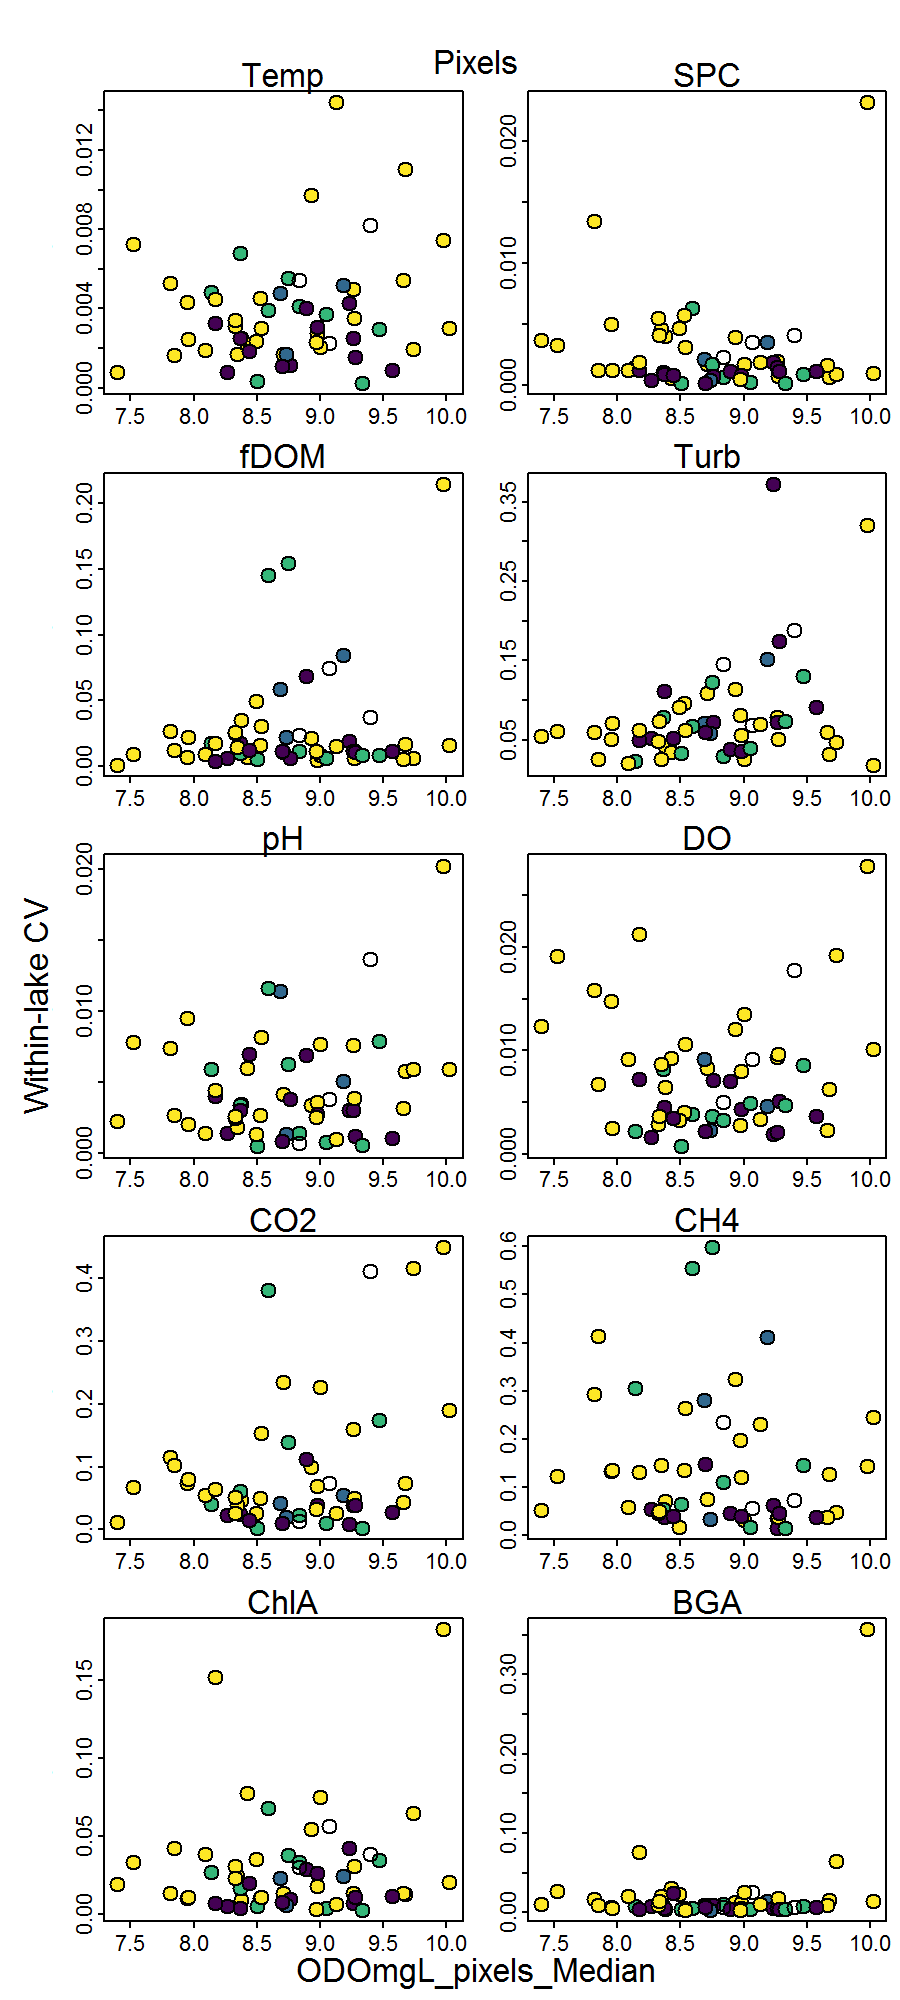 Pixels
Temp
SPC
0.000 0.004 0.008 0.012
7.5 8.0 8.5 9.0 9.5 10.0
0.000 0.010 0.020
7.5 8.0 8.5 9.0 9.5 10.0
fDOM
Turb
0.00 0.05 0.10 0.15 0.20
7.5 8.0 8.5 9.0 9.5 10.0
0.05 0.15 0.25 0.35
7.5 8.0 8.5 9.0 9.5 10.0
pH
DO
0.000 0.010 0.020
7.5 8.0 8.5 9.0 9.5 10.0
0.000 0.010 0.020
7.5 8.0 8.5 9.0 9.5 10.0
Within-lake CV
CO2
CH4
0.0 0.1 0.2 0.3 0.4
7.5 8.0 8.5 9.0 9.5 10.0
0.0 0.1 0.2 0.3 0.4 0.5 0.6
7.5 8.0 8.5 9.0 9.5 10.0
ChlA
BGA
0.00 0.05 0.10 0.15
7.5 8.0 8.5 9.0 9.5 10.0
0.00 0.10 0.20 0.30
7.5 8.0 8.5 9.0 9.5 10.0
ODOmgL_pixels_Median